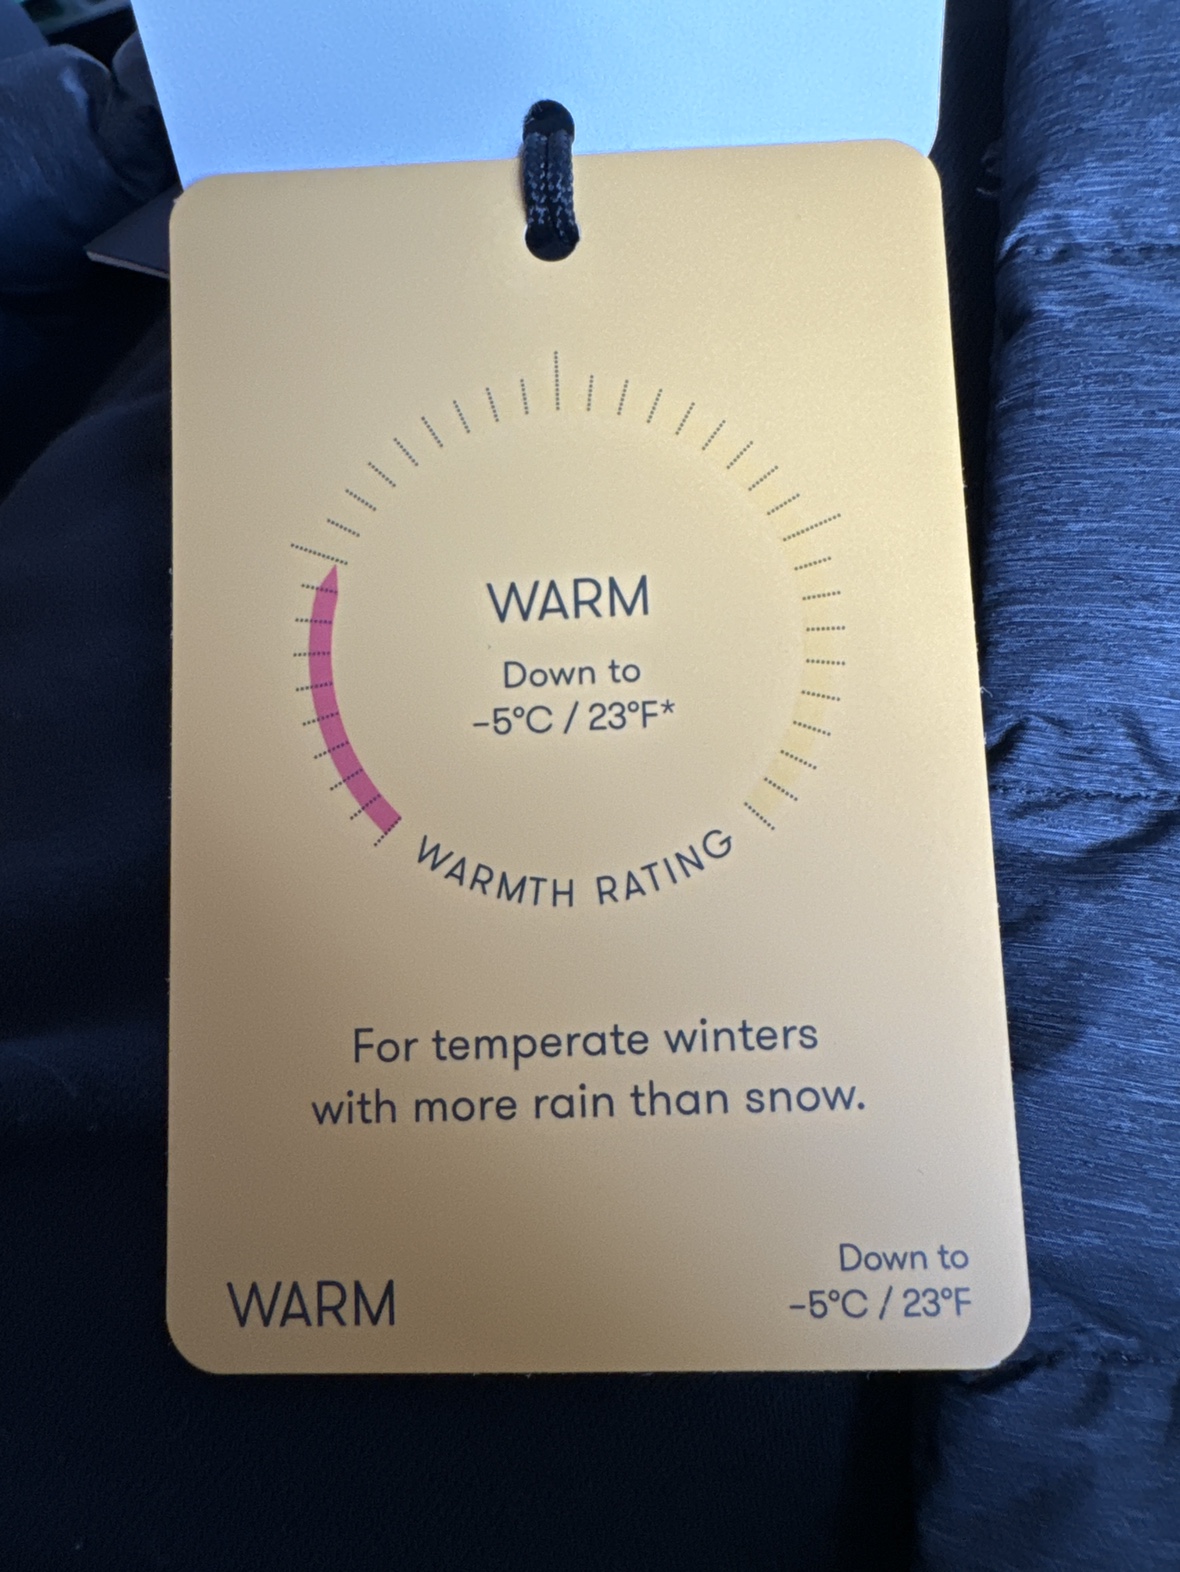 WARM
Down to
–5°C / 23°F*
WARMTH RATING
For temperate winters
with more rain than snow.
WARM
Down to
–5°C / 23°F